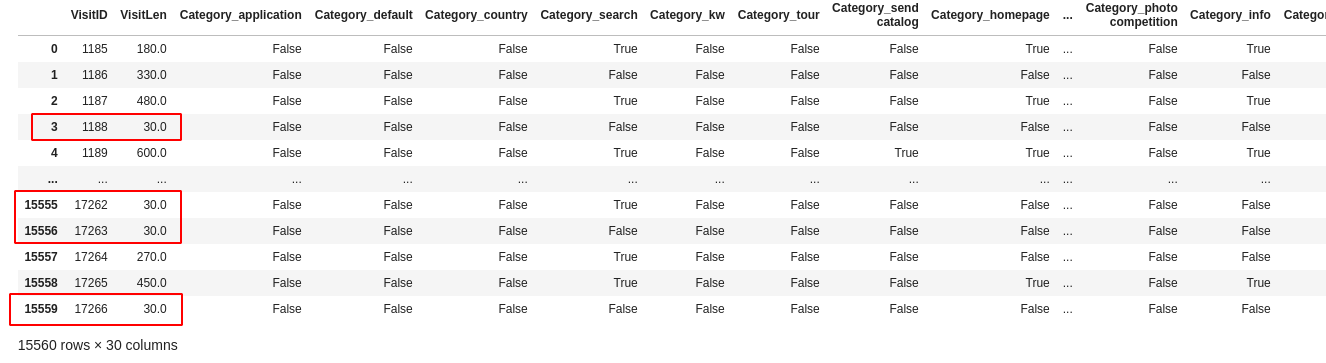 VisitID VisitLen Category_application Category_default Category_country Category_search Category_kw Category_tour Category_send catalog Category_homepage ... Category_photo competition Category_info Categor
0 1185 180.0 False False False True False False False True ... False True
1 1186 330.0 False False False False False False False False ... False False
2 1187 480.0 False False False True False False False True ... False True
3 1188 30.0 False False False False False False False False ... False False
4 1189 600.0 False False False True False False True True ... False True
... ... ... ... ... ... ... ... ... ... ... ... ... ...
15555 17262 30.0 False False False True False False False False ... False False
15556 17263 30.0 False False False False False False False False ... False False
15557 17264 270.0 False False False True False False False False ... False False
15558 17265 450.0 False False False True False False False True ... False True
15559 17266 30.0 False False False False False False False False ... False False
15560 rows × 30 columns